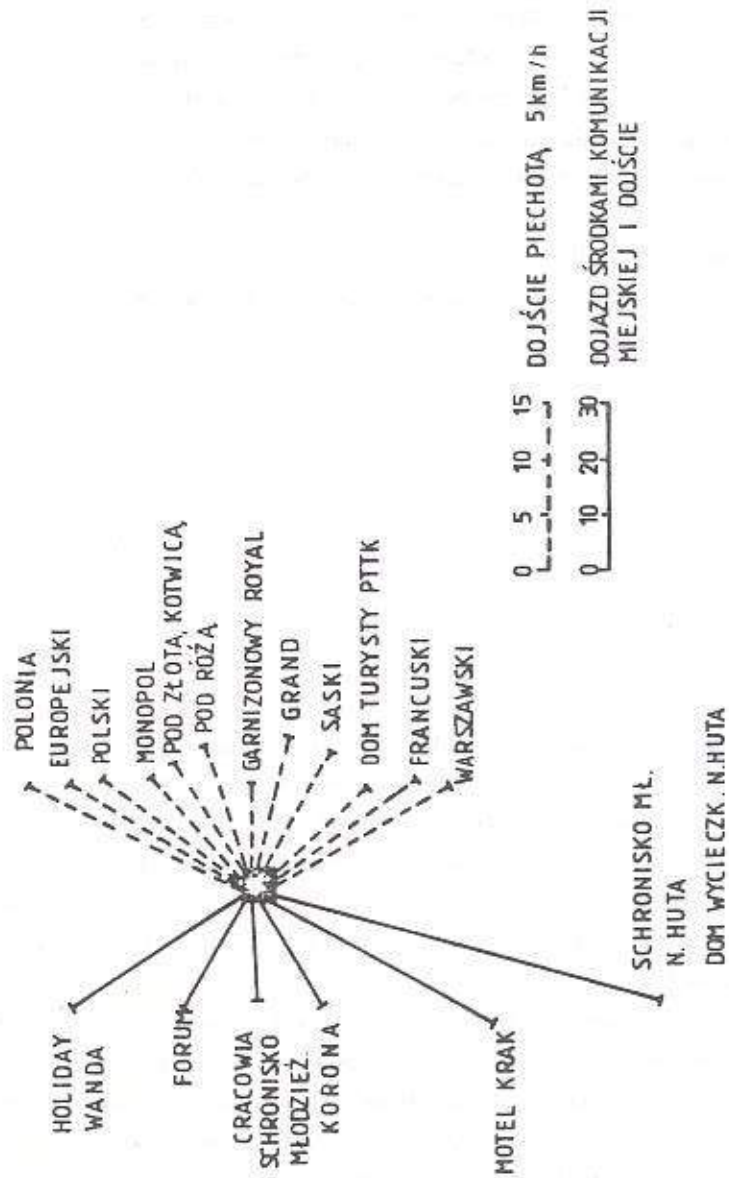 POLONIA
EUROPEJSKI
POLSKI
MONOPOL
POD ZŁOTĄ KOTWICĄ
POD RÓŻĄ
GARNIZONOWY ROYAL
GRAND
SASKI
DOM TURYSTY PTTK
FRANCUSKI
WARSZAWSKI
HOLIDAY
WANDA
FORUM
CRACOVIA
SCHRONISKO
MŁODZIEŻ.
KORONA
MOTEL KRAK
SCHRONISKO MŁ.
N. HUTA
DOM WYCIECZK. N.HUTA
0 5 10 15
DOJŚCIE PIECHOTĄ 5km/h
0 10 20 30
DOJAZD ŚRODKAMI KOMUNIKACJI
MIEJSKIEJ I DOJŚCIE